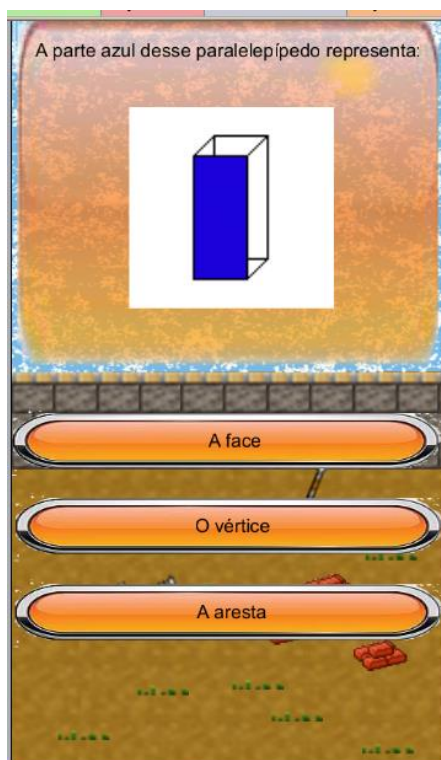 A parte azul desse paralelepípedo representa:
A face
O vértice
A aresta